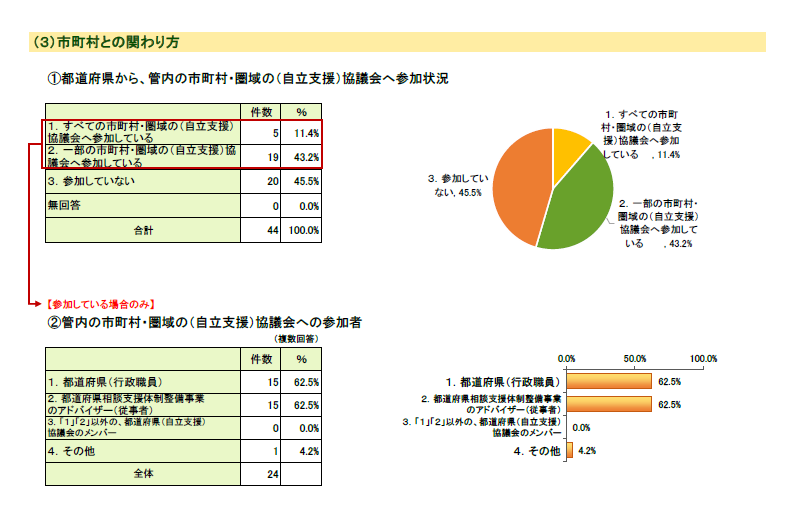 (3)市町村との関わり方
①都道府県から、管内の市町村・圏域の(自立支援)協議会へ参加状況
件数 %
1. すべての市町村・圏域の(自立支援)
協議会へ参加している 5 11.4%
2. 一部の市町村・圏域の(自立支援)協
議会へ参加している 19 43.2%
3. 参加していない 20 45.5%
無回答 0 0.0%
合計 44 100.0%
1. すべての市町
村・圏域の(自立支
援)協議会へ参加
している , 11.4%
2. 一部の市町村・
圏域の(自立支援)
協議会へ参加して
いる , 43.2%
3. 参加してい
ない, 45.5%
【参加している場合のみ】
②管内の市町村・圏域の(自立支援)協議会への参加者
(複数回答)
件数 %
1. 都道府県(行政職員) 15 62.5%
2. 都道府県相談支援体制整備事業
のアドバイザー(従事者) 15 62.5%
3. 「1」「2」以外の、都道府県(自立支援)
協議会のメンバー 0 0.0%
4. その他 1 4.2%
全体 24
0.0% 50.0% 100.0%
1. 都道府県(行政職員) 62.5%
2. 都道府県相談支援体制整備事業
のアドバイザー(従事者) 62.5%
3. 「1」「2」以外の、都道府県(自立支援)
協議会のメンバー 0.0%
4. その他 4.2%